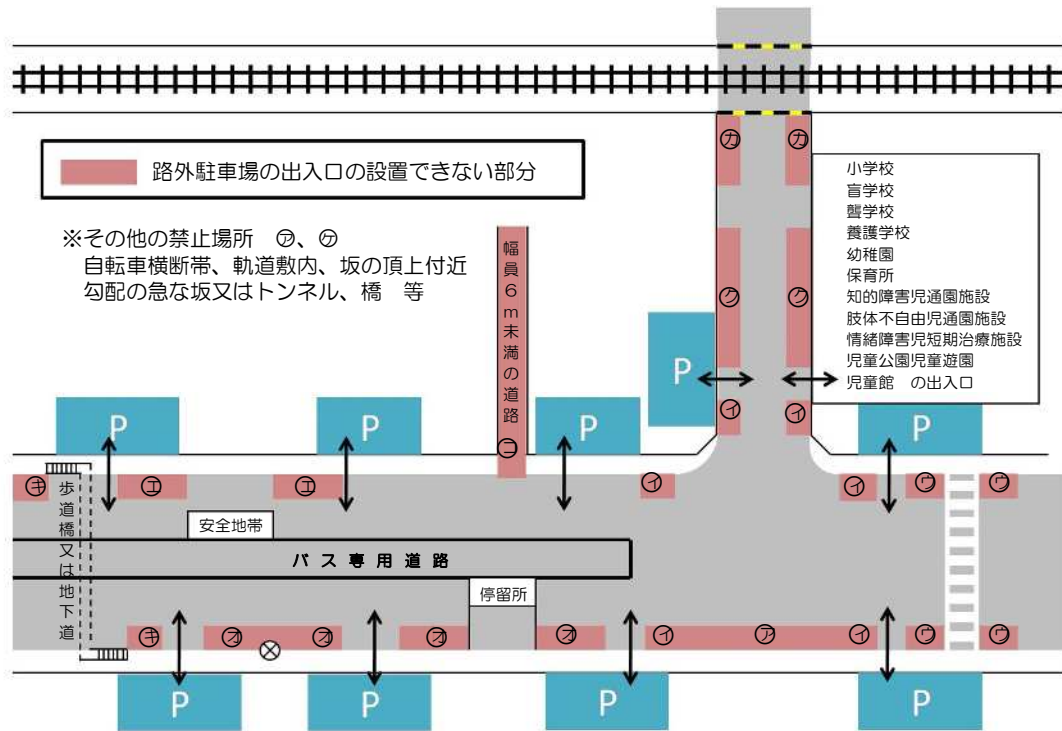 路外駐車場の出入口の設置できない部分
※その他の禁止場所　㋐、㋘
自転車横断帯、軌道敷内、坂の頂上付近
勾配の急な坂又はトンネル、橋　等
㋕ ㋕
小学校
盲学校
聾学校
養護学校
幼稚園
保育所
知的障害児通園施設
肢体不自由児通園施設
情緒障害児短期治療施設
児童公園児童遊園
児童館　の出入口
幅員６ｍ未満の道路 ㋙
㋗ ㋗
P
㋑ ㋑
P P P P
㋖ ㋓ ㋓ ㋑ ㋑ ㋒ ㋒
歩道橋又は地下道
安全地帯
バス専用道路
停留所
㋖ ㋔ ㋔ ㋔ ㋔ ㋑ ㋐ ㋑ ㋒ ㋒
P P P P